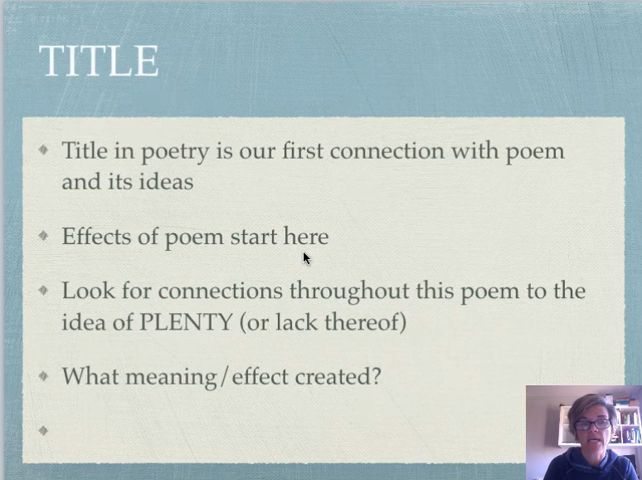 TITLE
Title in poetry is our first connection with poem
and its ideas
Effects of poem start here
Look for connections throughout this poem to the
idea of PLENTY (or lack thereof)
What meaning/effect created?